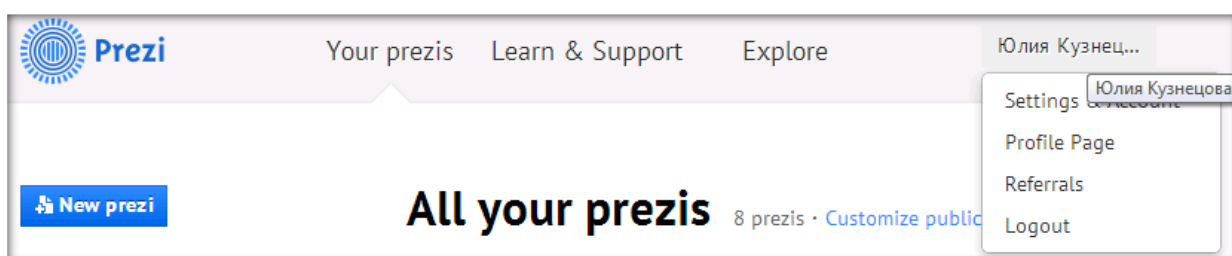 Prezi
Your prezis Learn & Support Explore
Юлия Кузнец...
Юлия Кузнецова
Settings & Account
Profile Page
Referrals
Logout
New prezi
All your prezis 8 prezis · Customize public